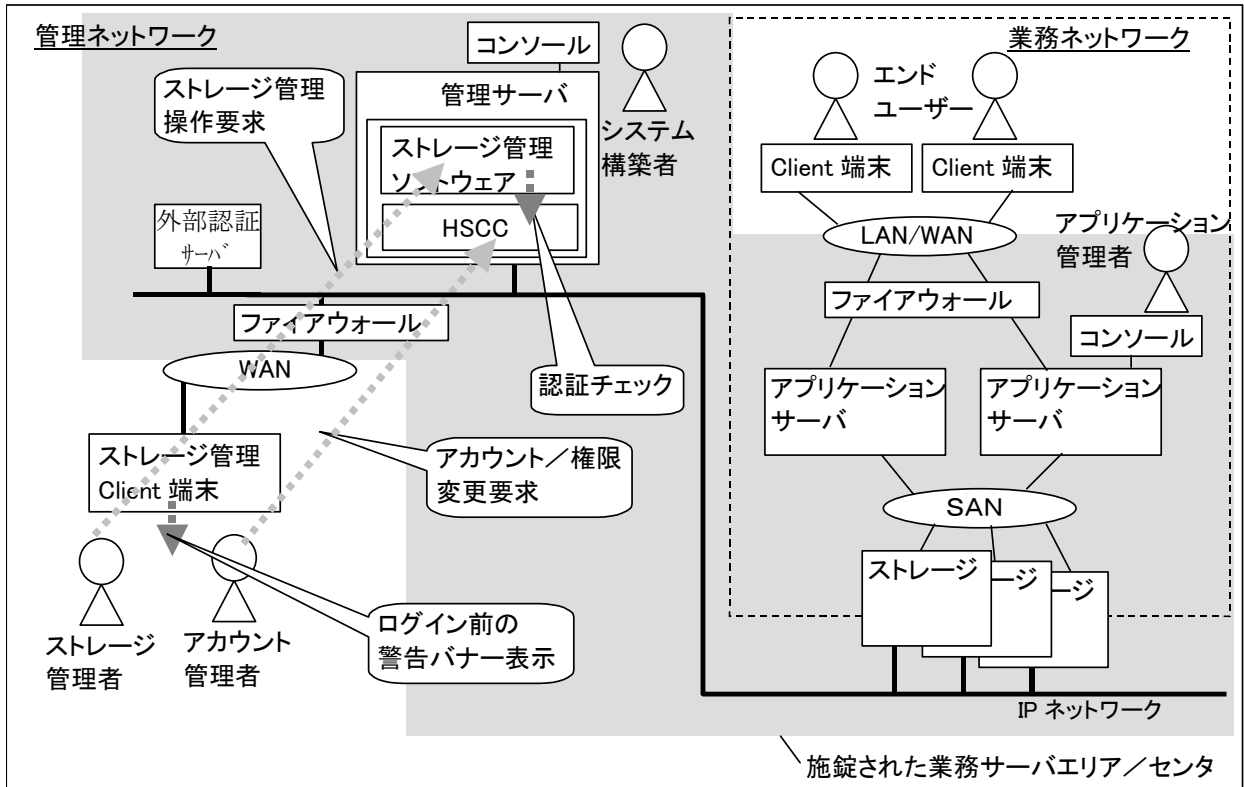 管理ネットワーク
コンソール
業務ネットワーク
ストレージ管理
操作要求
管理サーバ
システム
構築者
エンド
ユーザー
ストレージ管理
ソフトウェア
Client 端末
Client 端末
外部認証
サーバ
HSCC
LAN/WAN
アプリケーション
管理者
ファイアウォール
ファイアウォール
コンソール
WAN
認証チェック
アプリケーション
サーバ
アプリケーション
サーバ
ストレージ管理
Client 端末
アカウント／権限
変更要求
SAN
ストレージ
ージ
ージ
ストレージ
管理者
アカウント
管理者
ログイン前の
警告バナー表示
IP ネットワーク
施錠された業務サーバエリア／センタ